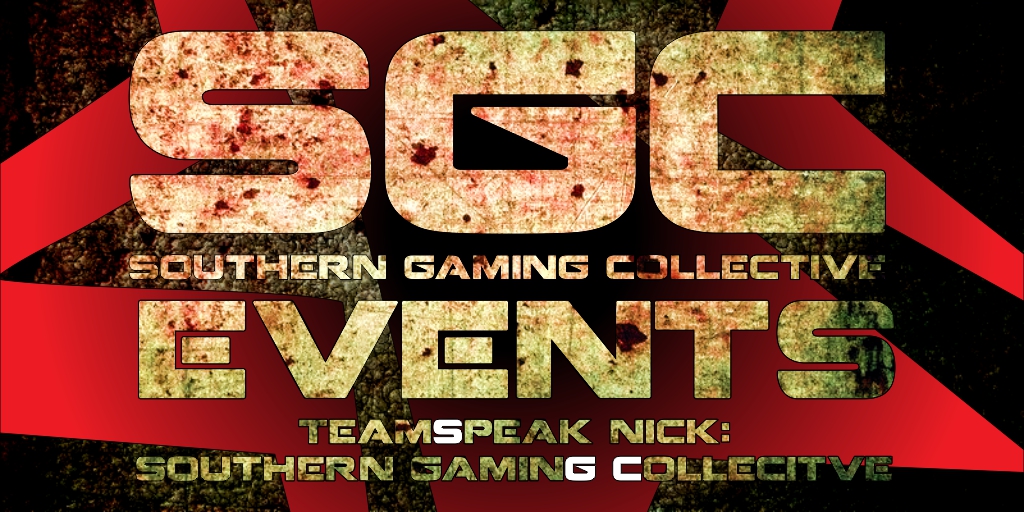 SGC
SOUTHERN GAMING COLLECTIVE
EVENTS
TEAMSPEAK NICK:
SOUTHERN GAMING COLLECITVE